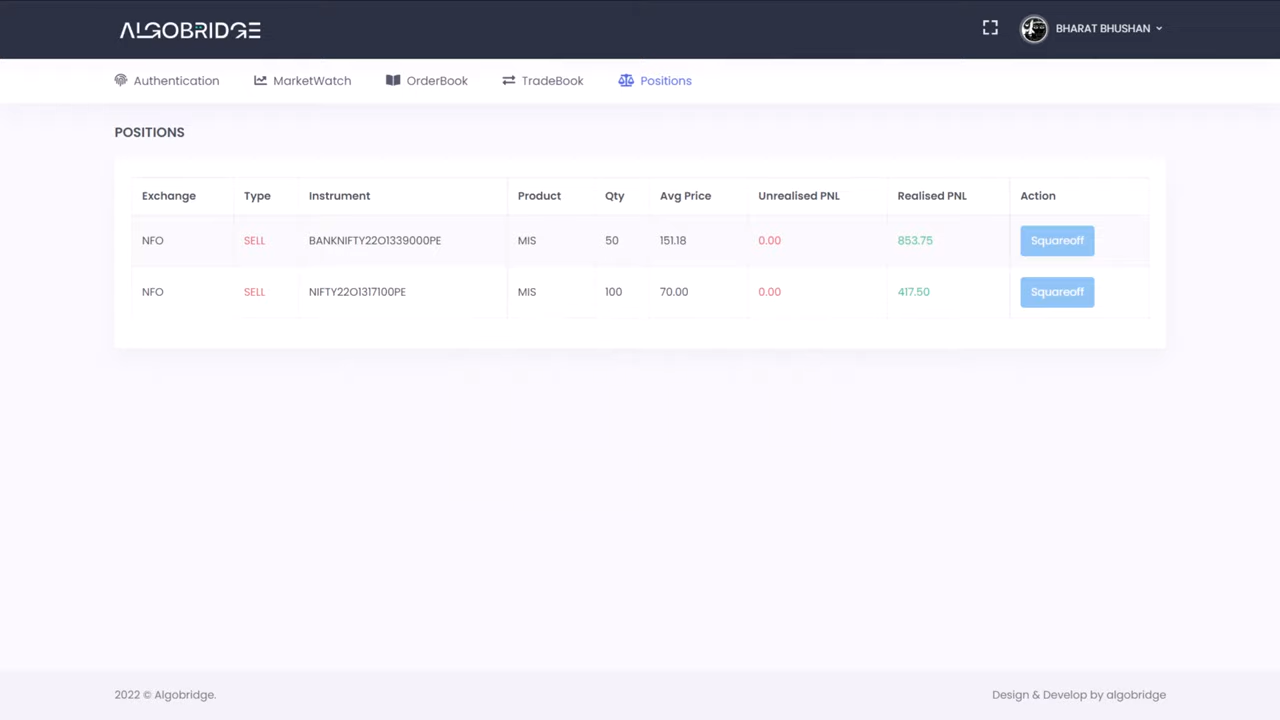 ALGOBRIDGE
BHARAT BHUSHAN
Authentication MarketWatch OrderBook TradeBook Positions
POSITIONS
Exchange Type Instrument Product Qty Avg Price Unrealised PNL Realised PNL Action
NFO SELL BANKNIFTY22O1339000PE MIS 50 151.18 0.00 853.75 Squareoff
NFO SELL NIFTY22O1317100PE MIS 100 70.00 0.00 417.50 Squareoff
2022 © Algobridge. Design & Develop by algobridge